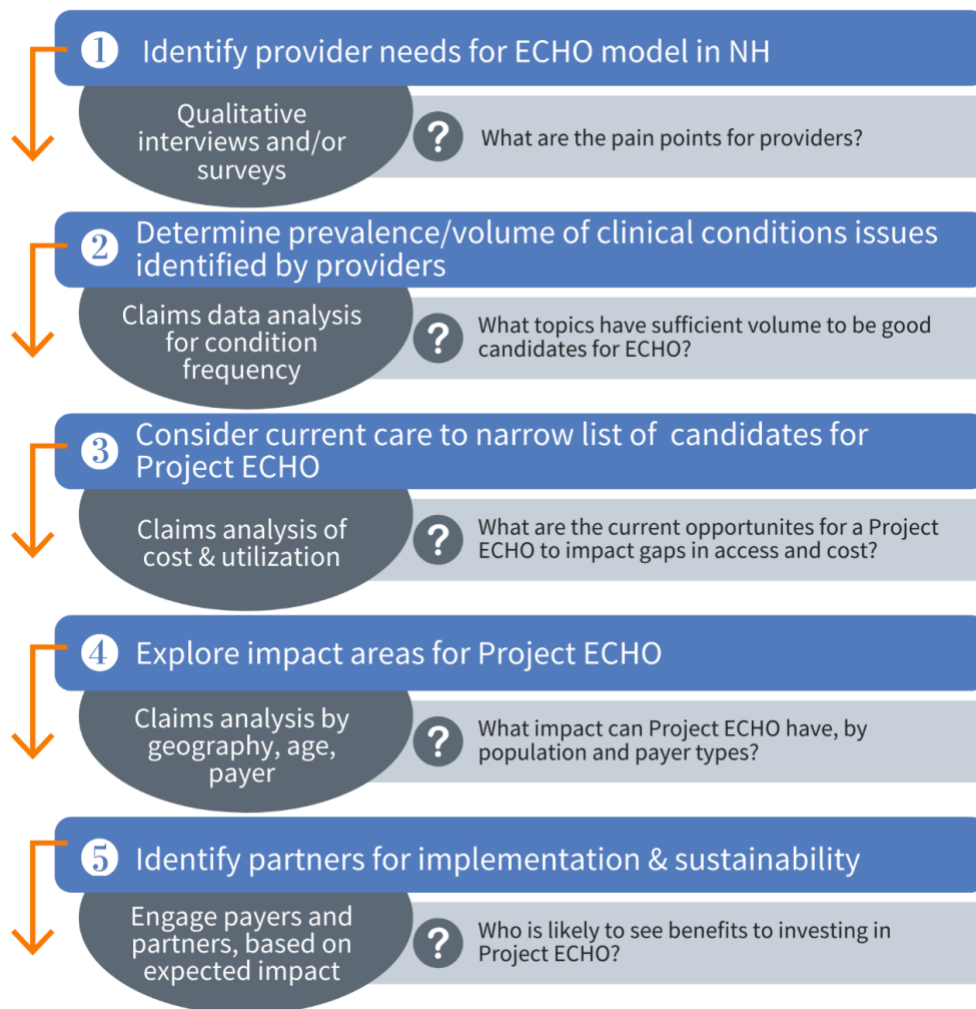 1 Identify provider needs for ECHO model in NH
Qualitative
interviews and/or
surveys
? What are the pain points for providers?
2 Determine prevalence/volume of clinical conditions issues
identified by providers
Claims data analysis
for condition
frequency
? What topics have sufficient volume to be good
candidates for ECHO?
3 Consider current care to narrow list of candidates for
Project ECHO
Claims analysis of
cost & utilization
? What are the current opportunites for a Project
ECHO to impact gaps in access and cost?
4 Explore impact areas for Project ECHO
Claims analysis by
geography, age,
payer
? What impact can Project ECHO have, by
population and payer types?
5 Identify partners for implementation & sustainability
Engage payers and
partners, based on
expected impact
? Who is likely to see benefits to investing in
Project ECHO?